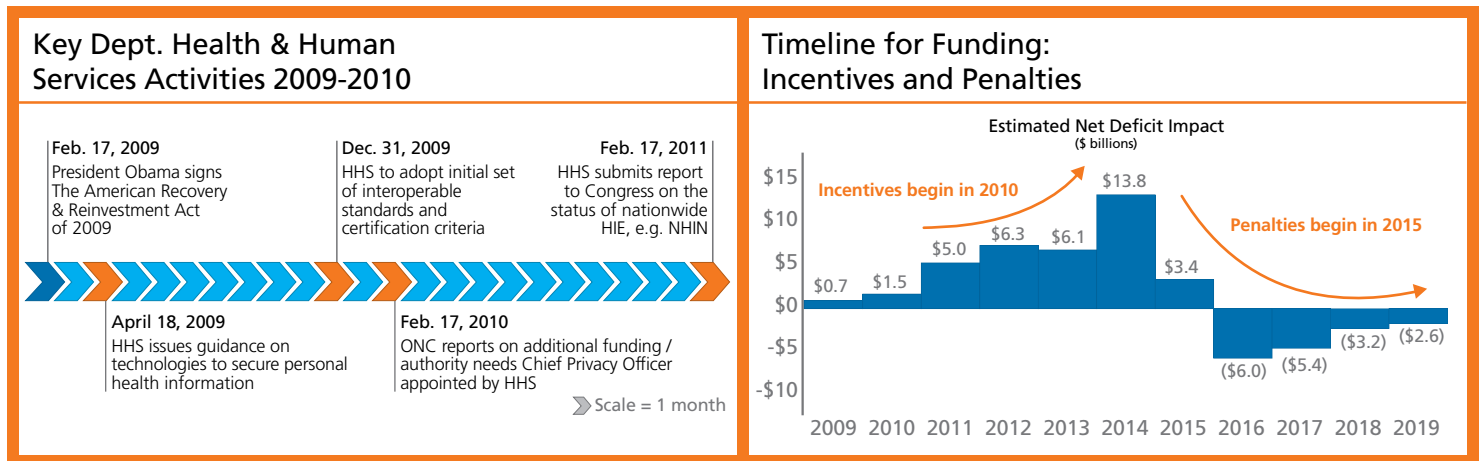 Key Dept. Health & Human
Services Activities 2009-2010
Feb. 17, 2009
President Obama signs
The American Recovery
& Reinvestment Act
of 2009
Dec. 31, 2009
HHS to adopt initial set
of interoperable
standards and
certification criteria
Feb. 17, 2011
HHS submits report
to Congress on the
status of nationwide
HIE, e.g. NHIN
April 18, 2009
HHS issues guidance on
technologies to secure personal
health information
Feb. 17, 2010
ONC reports on additional funding /
authority needs Chief Privacy Officer
appointed by HHS
Scale = 1 month
Timeline for Funding:
Incentives and Penalties
Estimated Net Deficit Impact
($ billions)
Incentives begin in 2010
Penalties begin in 2015
$15
$10
$5
$0
-$5
-$10
$0.7
$1.5
$5.0
$6.3
$6.1
$13.8
$3.4
($6.0)
($5.4)
($3.2)
($2.6)
2009 2010 2011 2012 2013 2014 2015 2016 2017 2018 2019